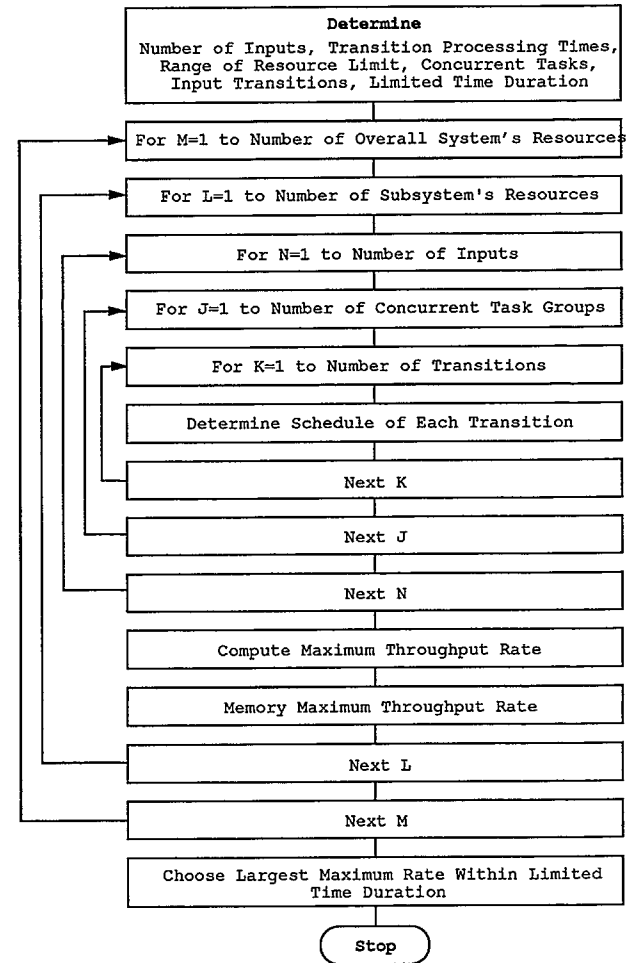 Determine
Number of Inputs, Transition Processing Times,
Range of Resource Limit, Concurrent Tasks,
Input Transitions, Limited Time Duration
For M=1 to Number of Overall System's Resources
For L=1 to Number of Subsystem's Resources
For N=1 to Number of Inputs
For J=1 to Number of Concurrent Task Groups
For K=1 to Number of Transitions
Determine Schedule of Each Transition
Next K
Next J
Next N
Compute Maximum Throughput Rate
Memory Maximum Throughput Rate
Next L
Next M
Choose Largest Maximum Rate Within Limited
Time Duration
Stop